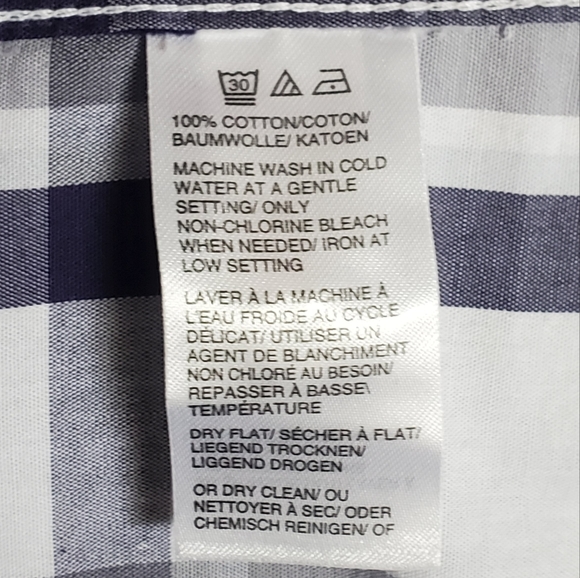 30
100% COTTON/COTON/
BAUMWOLLE/ KATOEN
MACHINE WASH IN COLD
WATER AT A GENTLE
SETTING/ ONLY
NON-CHLORINE BLEACH
WHEN NEEDED/ IRON AT
LOW SETTING
LAVER À LA MACHINE À
L'EAU FROIDE AU CYCLE
DÉLICAT/ UTILISER UN
AGENT DE BLANCHIMENT
NON CHLORÉ AU BESOIN/
REPASSER À BASSE\
TEMPÉRATURE
DRY FLAT/ SÉCHER À FLAT/
LIEGEND TROCKNEN/
LIGGEND DROGEN
OR DRY CLEAN/ OU
NETTOYER À SEC/ ODER
CHEMISCH REINIGEN/ OF